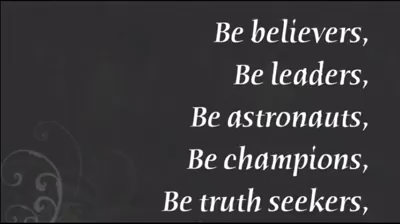 Be believers,
Be leaders,
Be astronauts,
Be champions,
Be truth seekers,